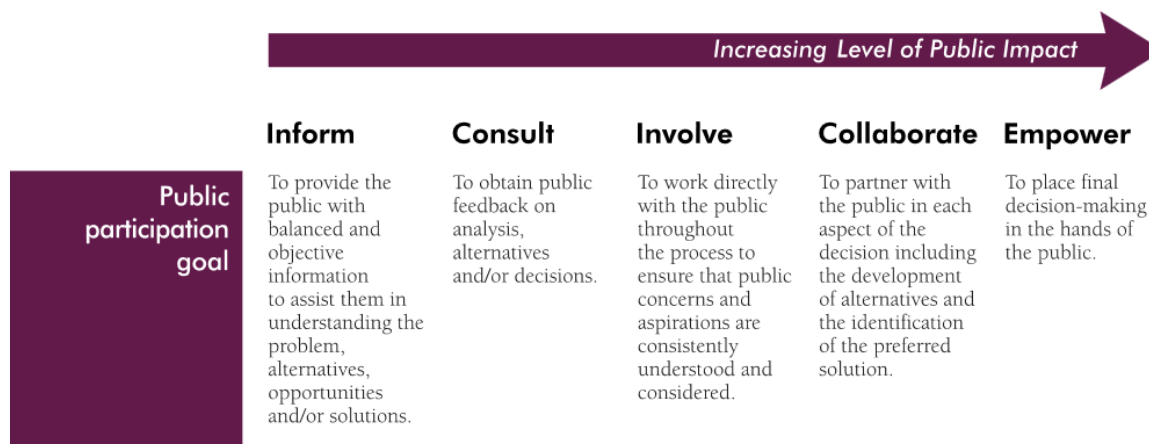 Increasing Level of Public Impact
Inform
Consult
Involve
Collaborate
Empower
Public
participation
goal
To provide the
public with
balanced and
objective
information
to assist them in
understanding the
problem,
alternatives,
opportunities
and/or solutions.
To obtain public
feedback on
analysis,
alternatives
and/or decisions.
To work directly
with the public
throughout
the process to
ensure that public
concerns and
aspirations are
consistently
understood and
considered.
To partner with
the public in each
aspect of the
decision including
the development
of alternatives and
the identification
of the preferred
solution.
To place final
decision-making
in the hands of
the public.